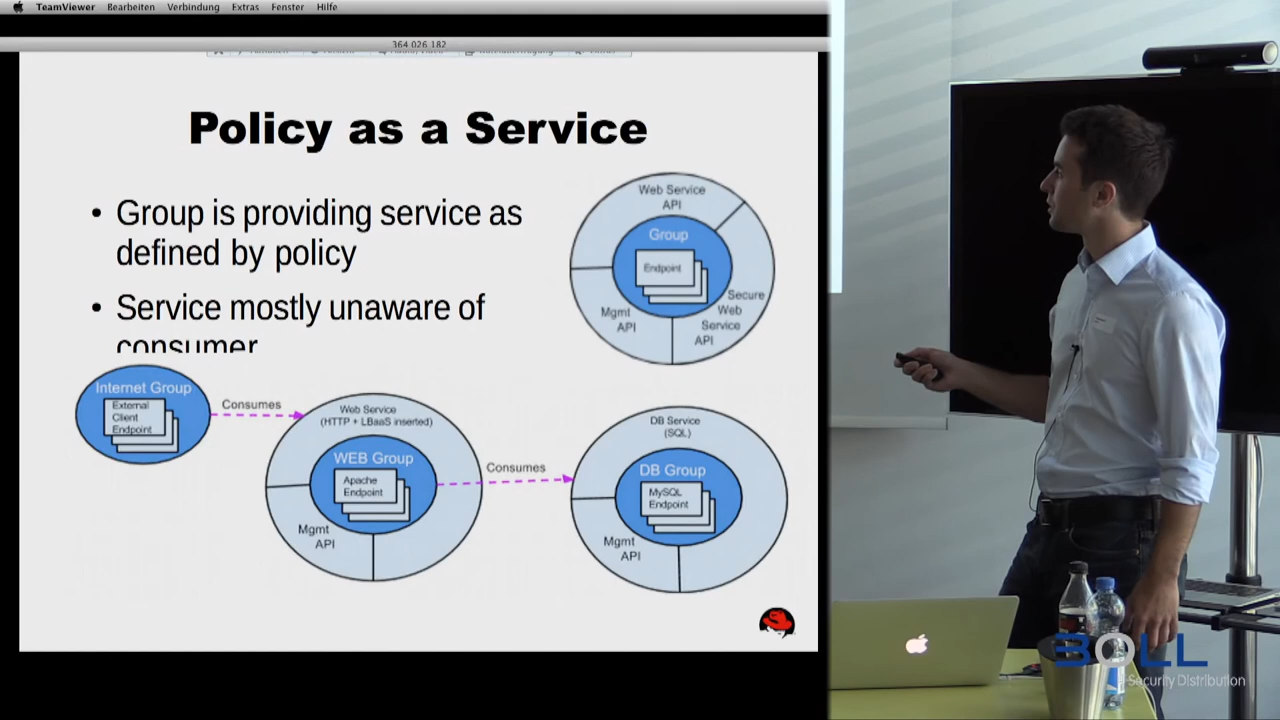 TeamViewer Bearbeiten Verbindung Extras Fenster Hilfe
364 026 182
Policy as a Service
• Group is providing service as
defined by policy
• Service mostly unaware of
consumer
Web Service
API
Group
Endpoint
Mgmt
API
Secure
Web
Service
API
Internet Group
External
Client
Endpoint
Consumes
Web Service
(HTTP + LBaaS inserted)
WEB Group
Apache
Endpoint
Mgmt
API
Consumes
DB Service
(SQL)
DB Group
MySQL
Endpoint
Mgmt
API
BOLL
Security Distribution